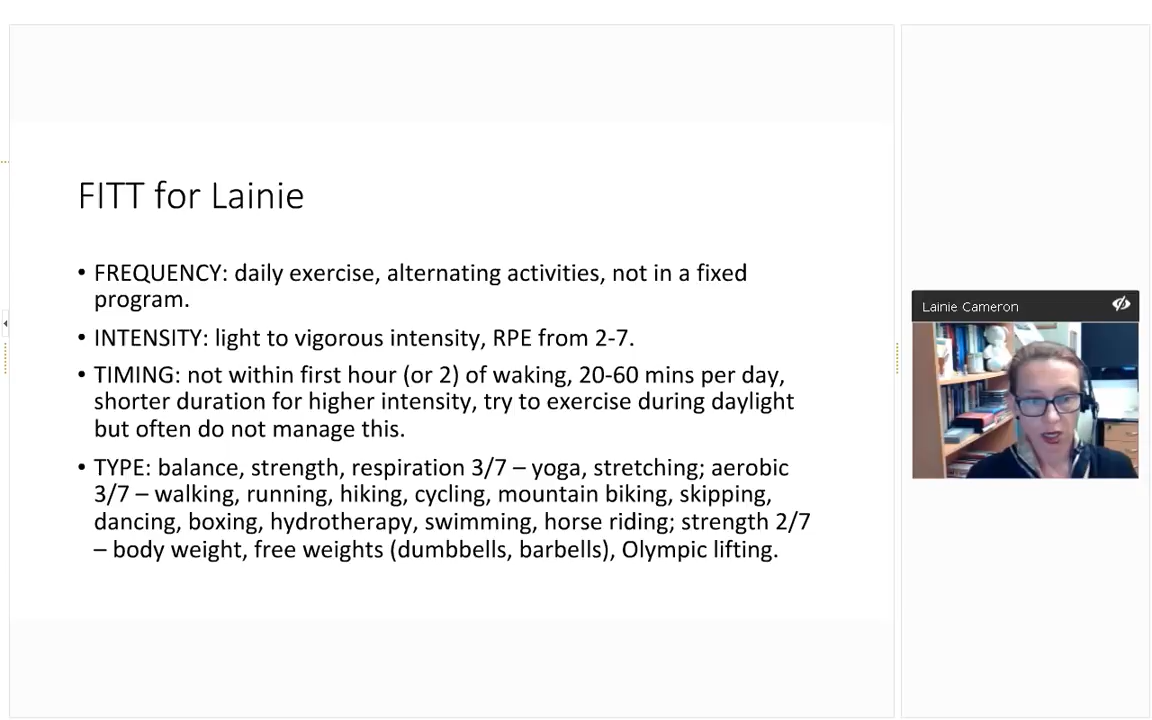 FITT for Lainie
• FREQUENCY: daily exercise, alternating activities, not in a fixed
program.
• INTENSITY: light to vigorous intensity, RPE from 2-7.
• TIMING: not within first hour (or 2) of waking, 20-60 mins per day,
shorter duration for higher intensity, try to exercise during daylight
but often do not manage this.
• TYPE: balance, strength, respiration 3/7 – yoga, stretching; aerobic
3/7 – walking, running, hiking, cycling, mountain biking, skipping,
dancing, boxing, hydrotherapy, swimming, horse riding; strength 2/7
– body weight, free weights (dumbbells, barbells), Olympic lifting.
Lainie Cameron